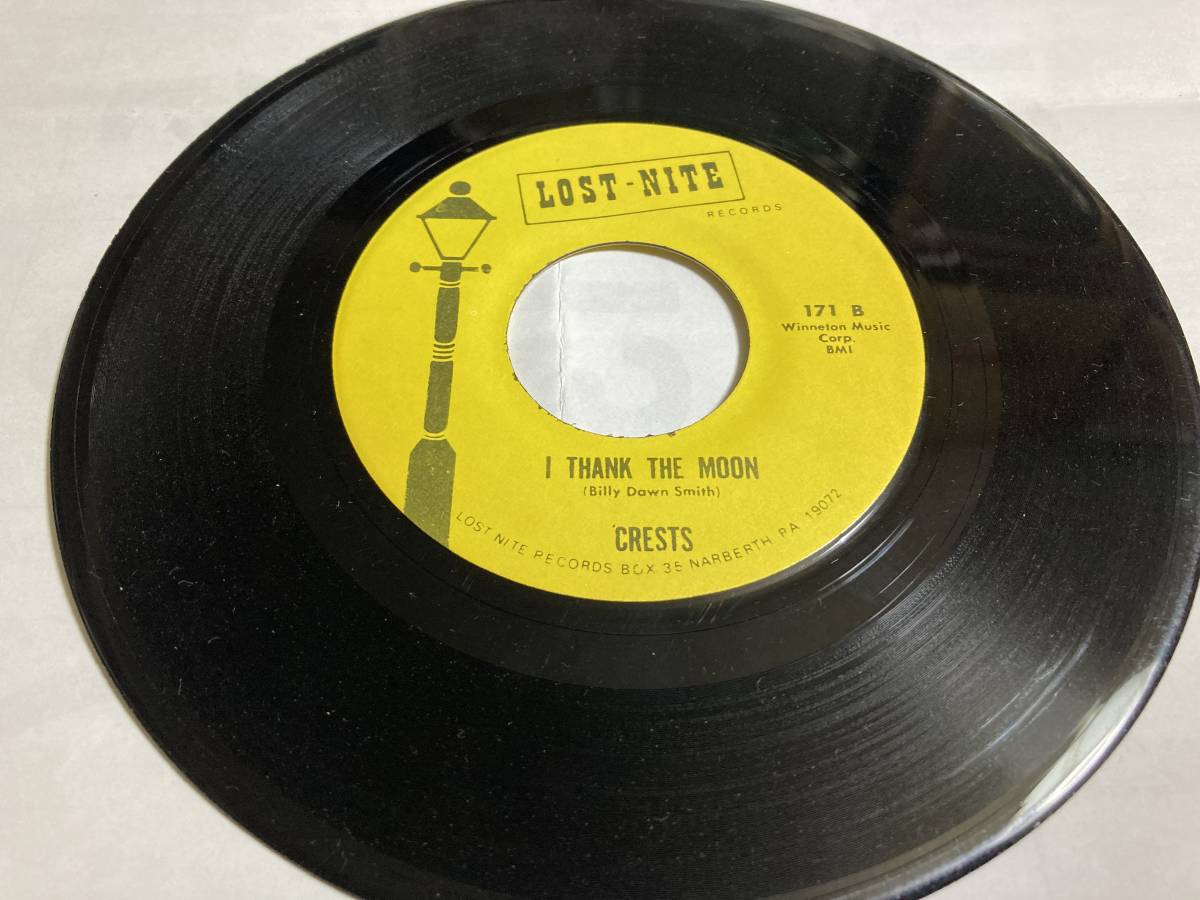 LOST-NITE
RECORDS
171 B
Winneton Music
Corp.
BMI
I THANK THE MOON
(Billy Dawn Smith)
CRESTS
LOST NITE RECORDS BOX 35 NARBERTH, PA 19072